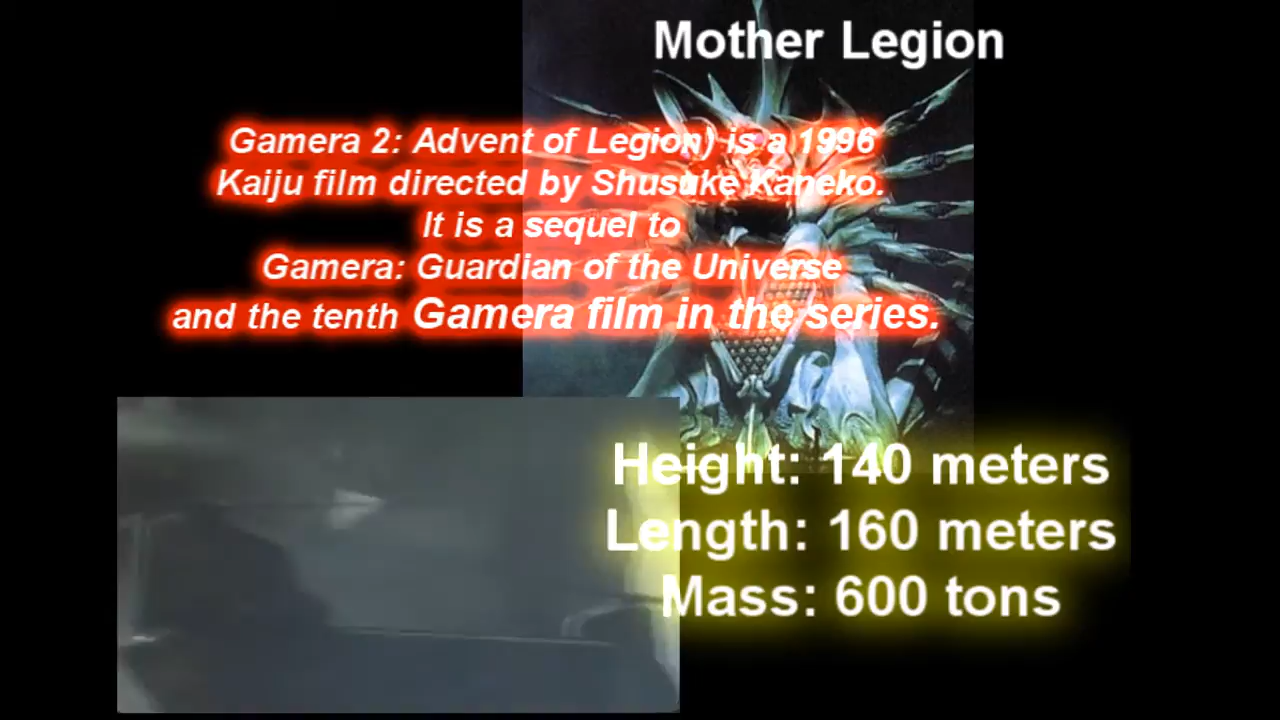 Mother Legion
Gamera 2: Advent of Legion) is a 1996
Kaiju film directed by Shusuke Kaneko.
It is a sequel to
Gamera: Guardian of the Universe
and the tenth Gamera film in the series.
Height: 140 meters
Length: 160 meters
Mass: 600 tons